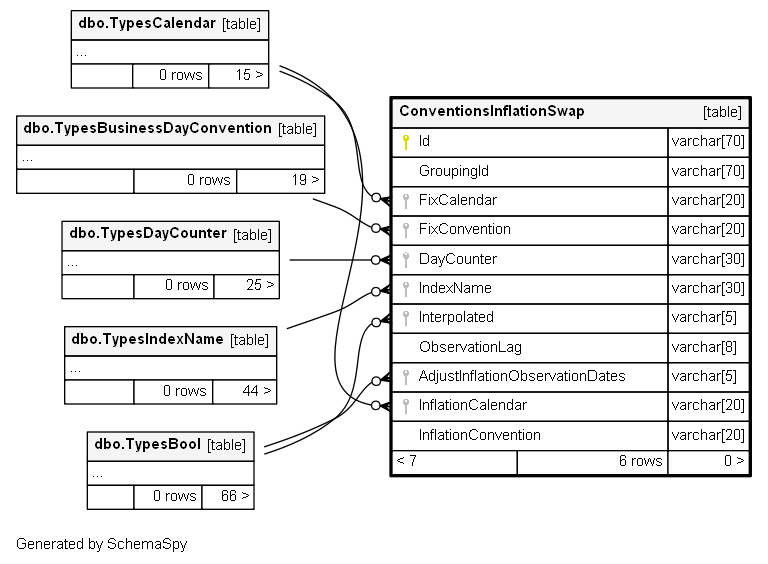 dbo.TypesCalendar [table]
...
0 rows 15 >
dbo.TypesBusinessDayConvention [table]
...
0 rows 19 >
dbo.TypesDayCounter [table]
...
0 rows 25 >
dbo.TypesIndexName [table]
...
0 rows 44 >
dbo.TypesBool [table]
...
0 rows 66 >
ConventionsInflationSwap [table]
Id varchar[70]
GroupingId varchar[70]
FixCalendar varchar[20]
FixConvention varchar[20]
DayCounter varchar[30]
IndexName varchar[30]
Interpolated varchar[5]
ObservationLag varchar[8]
AdjustInflationObservationDates varchar[5]
InflationCalendar varchar[20]
InflationConvention varchar[20]
< 7 6 rows 0 >
Generated by SchemaSpy